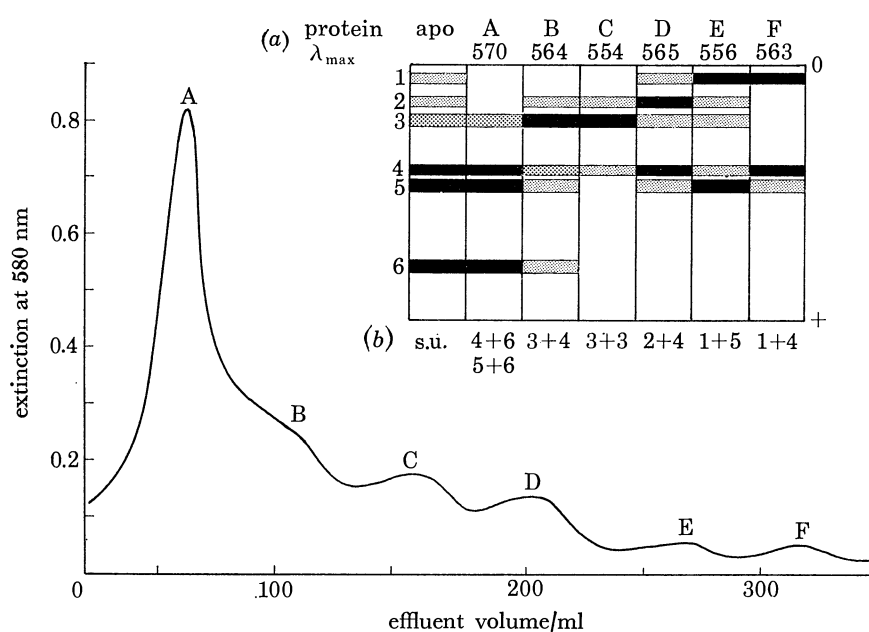 (a) protein apo A B C D E F
λmax 570 564 554 565 556 563
0
1
2
3
4
5
6
+
(b) s.u. 4+6 3+4 3+3 2+4 1+5 1+4
5+6
extinction at 580 nm
0.8
0.6
0.4
0.2
0
A
B
C
D
E
F
0 100 200 300
effluent volume/ml